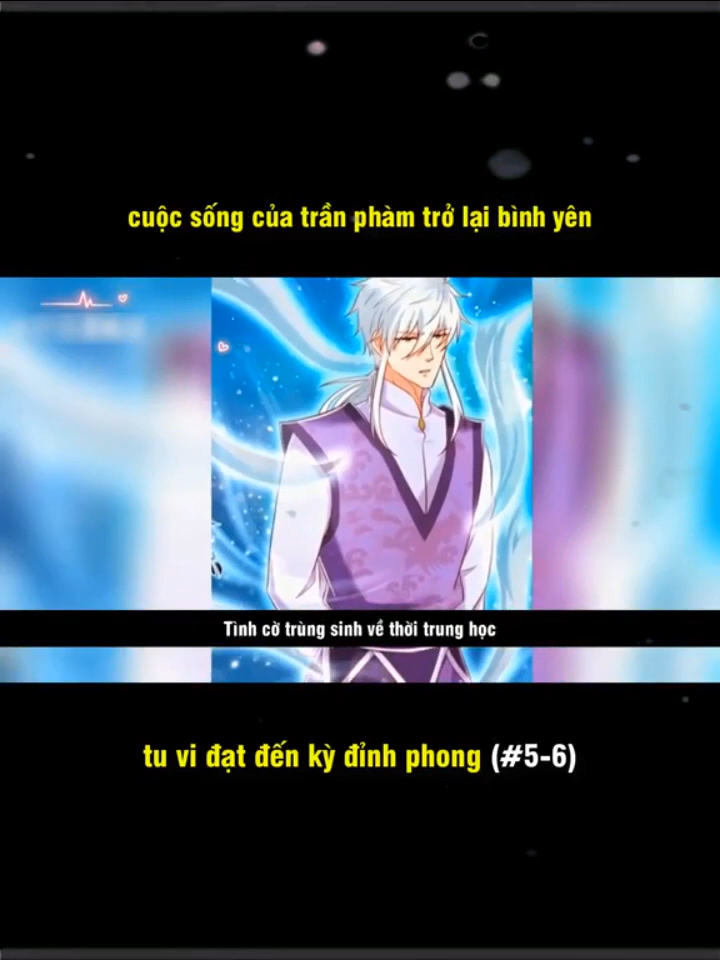 cuộc sống của trần phàm trở lại bình yên
Tình cờ trùng sinh về thời trung học
tu vi đạt đến kỳ đỉnh phong (#5-6)